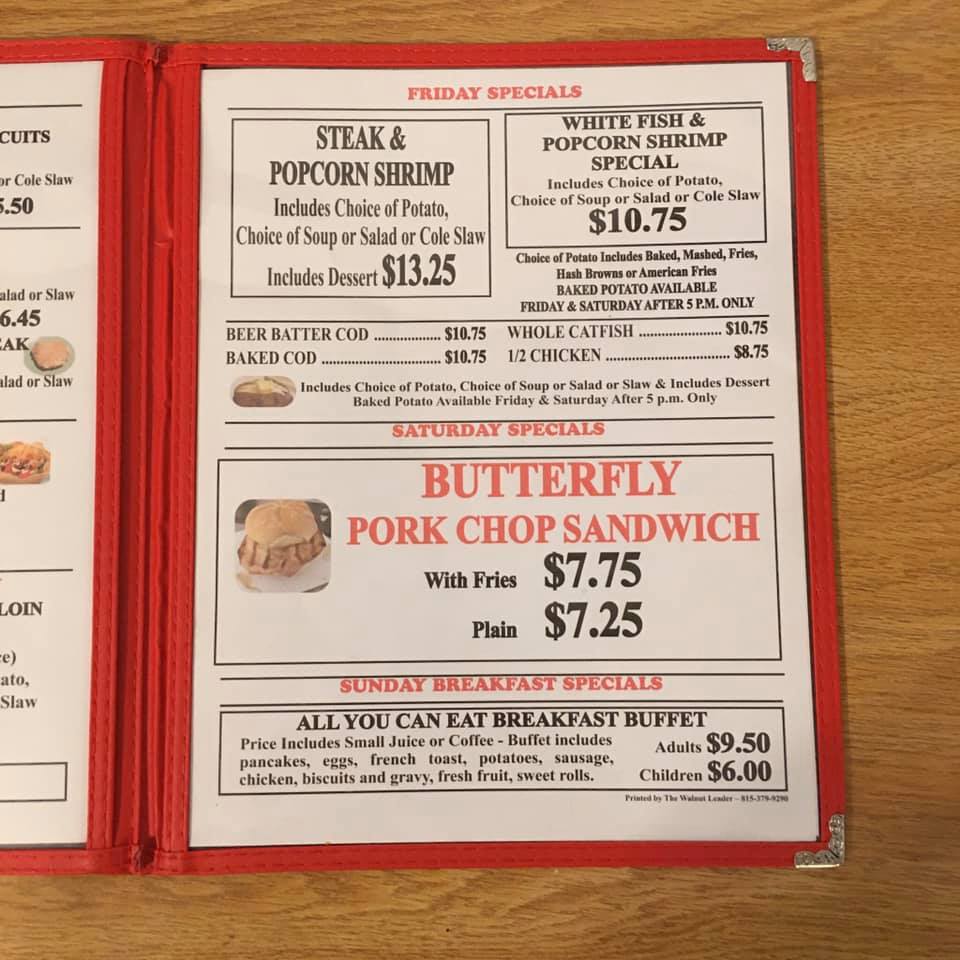 CUITS
or Cole Slaw
5.50
alad or Slaw
6.45
EAK
alad or Slaw
d
LOIN
ce)
ato,
Slaw
FRIDAY SPECIALS
STEAK &
POPCORN SHRIMP
Includes Choice of Potato,
Choice of Soup or Salad or Cole Slaw
Includes Dessert $13.25
WHITE FISH &
POPCORN SHRIMP
SPECIAL
Includes Choice of Potato,
Choice of Soup or Salad or Cole Slaw
$10.75
Choice of Potato Includes Baked, Mashed, Fries,
Hash Browns or American Fries
BAKED POTATO AVAILABLE
FRIDAY & SATURDAY AFTER 5 P.M. ONLY
BEER BATTER COD ................. $10.75
BAKED COD .............................. $10.75
WHOLE CATFISH ..................... $10.75
1/2 CHICKEN ............................... $8.75
Includes Choice of Potato, Choice of Soup or Salad or Slaw & Includes Dessert
Baked Potato Available Friday & Saturday After 5 p.m. Only
SATURDAY SPECIALS
BUTTERFLY
PORK CHOP SANDWICH
With Fries $7.75
Plain $7.25
SUNDAY BREAKFAST SPECIALS
ALL YOU CAN EAT BREAKFAST BUFFET
Price Includes Small Juice or Coffee - Buffet includes
pancakes, eggs, french toast, potatoes, sausage,
chicken, biscuits and gravy, fresh fruit, sweet rolls.
Adults $9.50
Children $6.00
Printed by The Walnut Leader – 815-379-9290